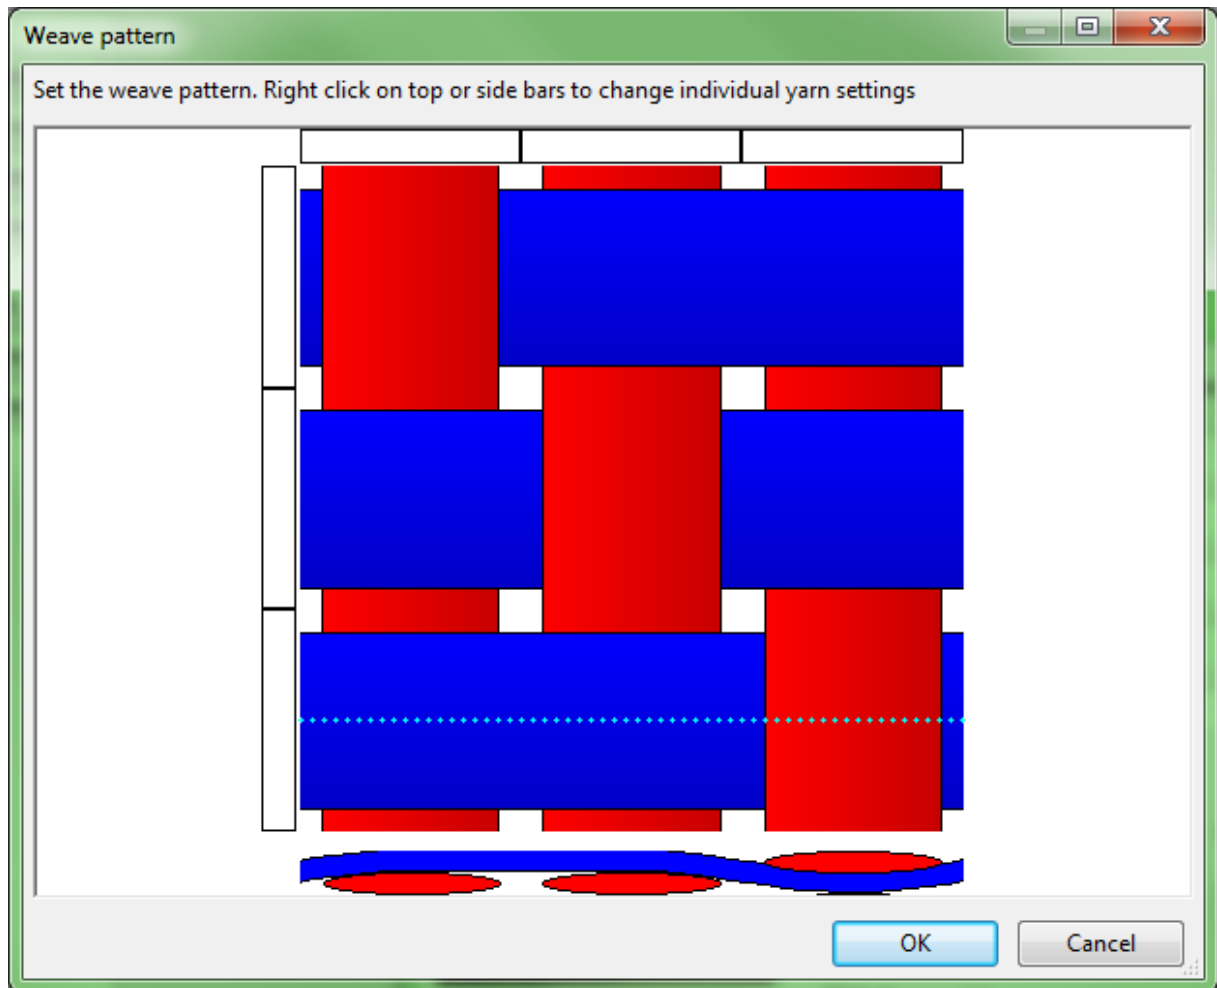 Weave pattern
Set the weave pattern. Right click on top or side bars to change individual yarn settings
OK
Cancel